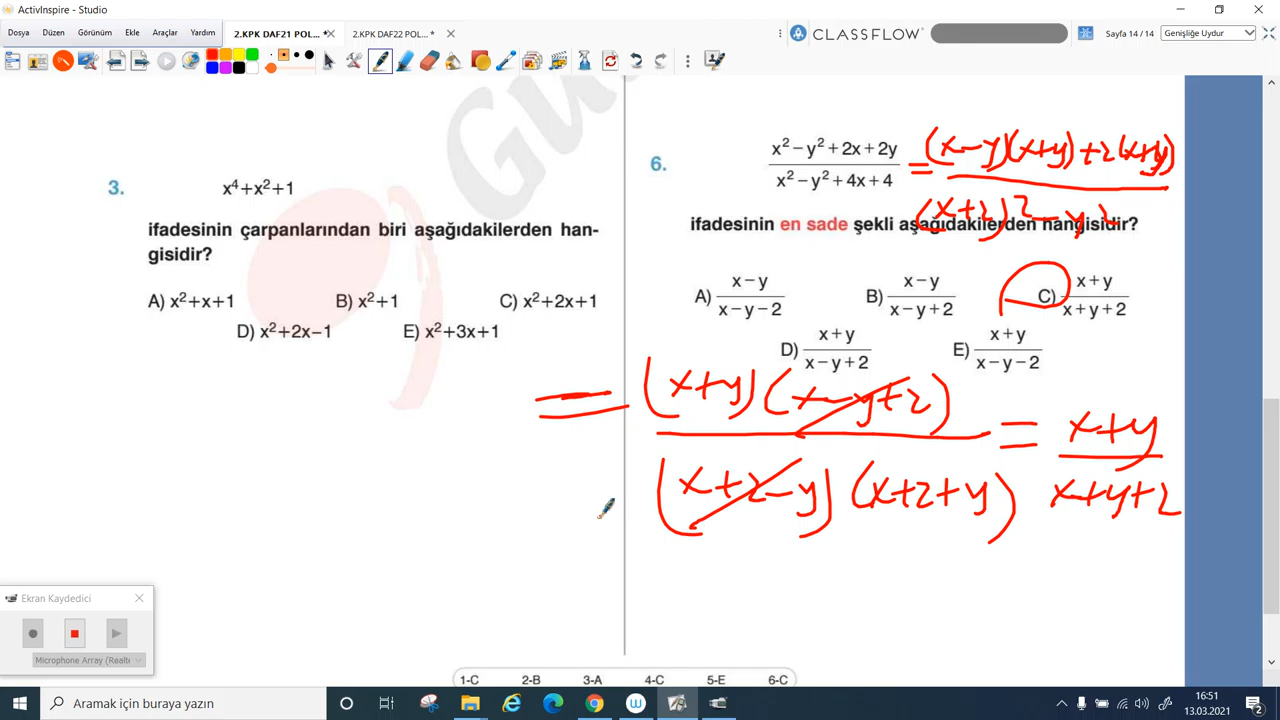 ActivInspire - Studio
Dosya Düzen Görünüm Ekle Araçlar Yardım
2.KPK DAF21 POL... *
2.KPK DAF22 POL... *
CLASSFLOW
Sayfa 14 / 14
Genişliğe Uydur
3.
x⁴+x²+1
ifadesinin çarpanlarından biri aşağıdakilerden han-
gisidir?
A) x²+x+1 B) x²+1 C) x²+2x+1
D) x²+2x−1 E) x²+3x+1
6.
x²−y²+2x+2y
x²−y²+4x+4
= (x−y)(x+y)+2(x+y)
(x+2)²−y²
ifadesinin en sade şekli aşağıdakilerden hangisidir?
A) x−y / x−y−2 B) x−y / x−y+2 C) x+y / x+y+2
D) x+y / x−y+2 E) x+y / x−y−2
= (x+y)(x−y+2)
(x+2−y)(x+2+y)
= x+y
x+y+2
Ekran Kaydedici
Microphone Array (Realt
1-C 2-B 3-A 4-C 5-E 6-C
Aramak için buraya yazın
16:51
13.03.2021
2